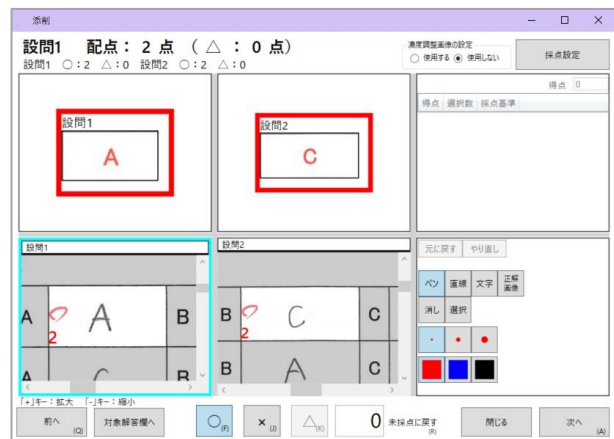 添削
設問1 配点： 2 点 （ △ ： 0 点）
設問1 ○：2 △：0 設問2 ○：2 △：0
濃度調整画像の設定
使用する 使用しない
採点設定
設問1
A
設問2
C
得点 0
得点 選択数 採点基準
設問1
A A B
2
A B
設問2
B C C
2
B A C
元に戻す やり直し
ペン 直線 文字 正解画像
消し 選択
「+」キー：拡大 「-」キー：縮小
前へ (Q)
対象解答欄へ
○ (F)
× (J)
△ (K)
0 未採点に戻す (R)
閉じる
次へ (A)